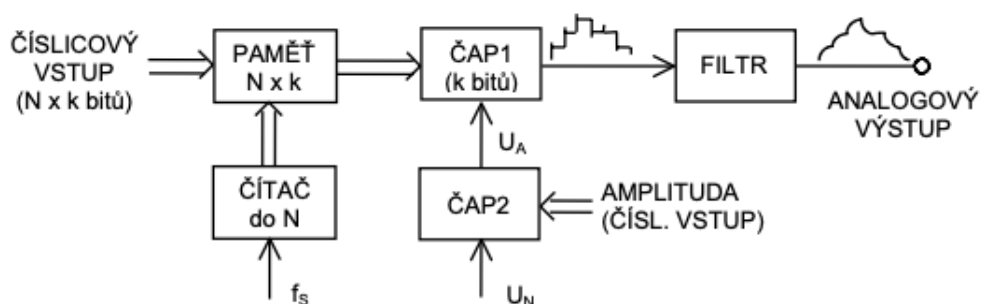 ČÍSLICOVÝ
VSTUP
(N x k bitů)
PAMĚŤ
N x k
ČAP1
(k bitů)
FILTR
ANALOGOVÝ
VÝSTUP
U_A
ČÍTAČ
do N
ČAP2
AMPLITUDA
(ČÍSL. VSTUP)
f_S
U_N